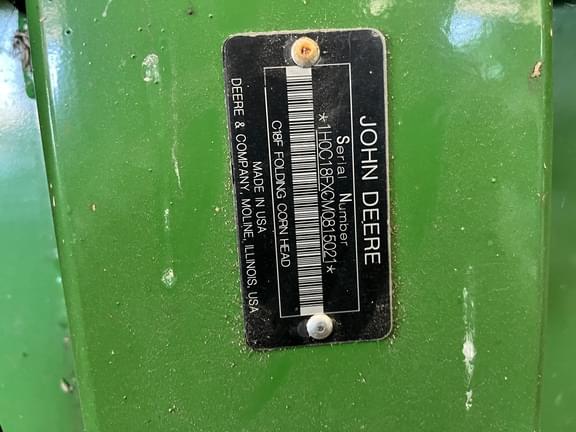 JOHN DEERE
Serial Number
*1H0C18FXCM0815021*
C18F FOLDING CORN HEAD
MADE IN USA
DEERE & COMPANY, MOLINE, ILLINOIS, USA